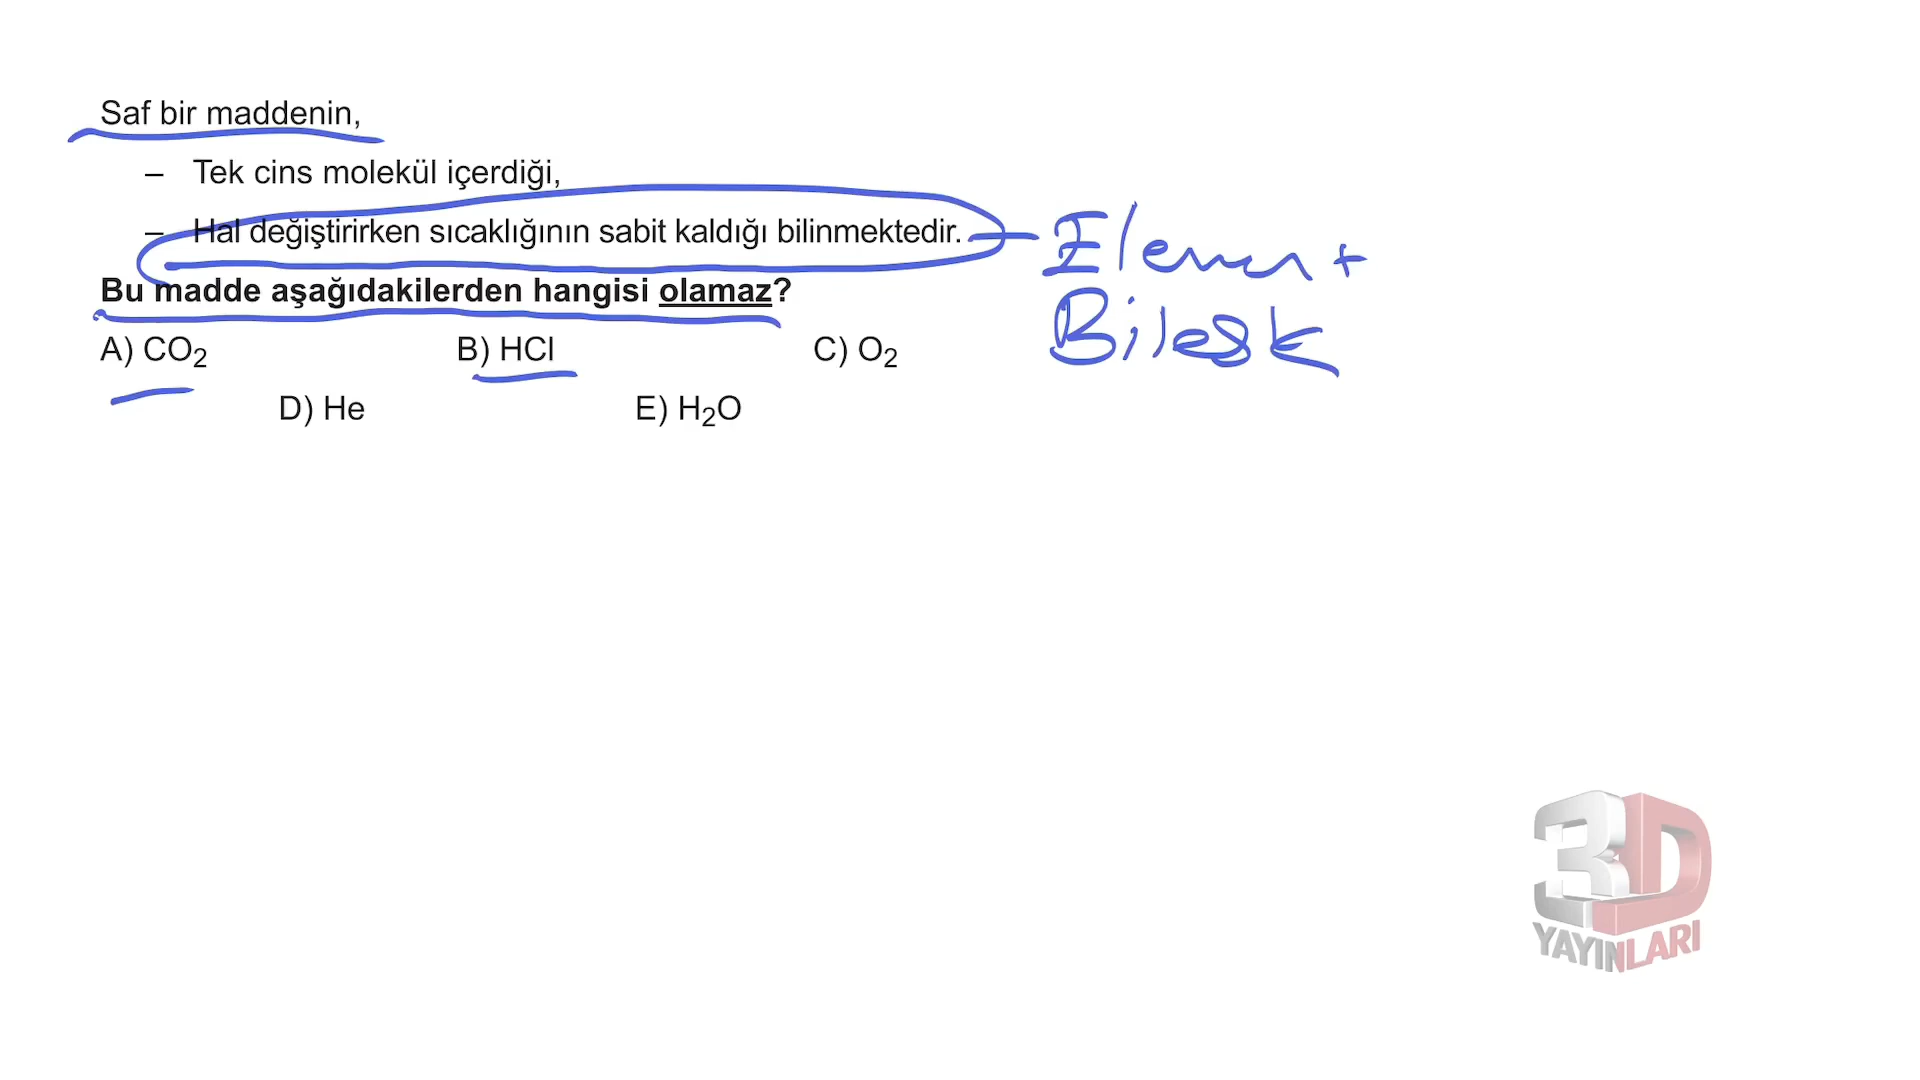 Saf bir maddenin,
– Tek cins molekül içerdiği,
– Hal değiştirirken sıcaklığının sabit kaldığı bilinmektedir.
Element
Bu madde aşağıdakilerden hangisi olamaz?
Bileşk
A) CO2 B) HCl C) O2
D) He E) H2O
3D
YAYINLARI